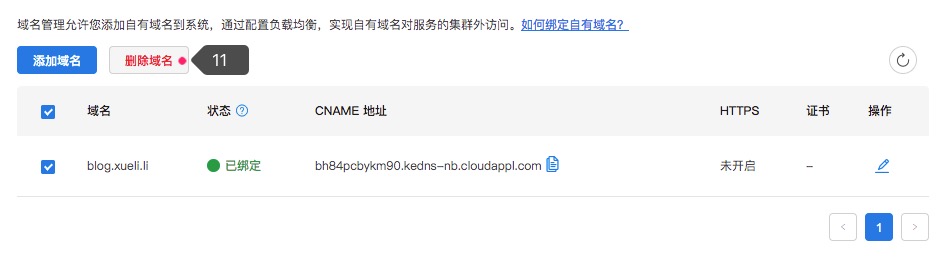 域名管理允许您添加自有域名到系统，通过配置负载均衡，实现自有域名对服务的集群外访问。如何绑定自有域名?
添加域名 删除域名 11
域名 状态 ? CNAME 地址 HTTPS 证书 操作
blog.xueli.li 已绑定 bh84pcbykm90.kedns-nb.cloudappl.com 未开启 –
< 1 >